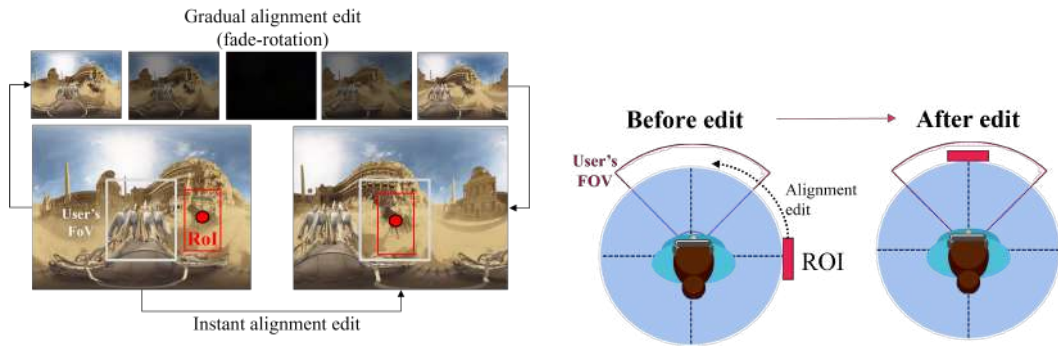 Gradual alignment edit
(fade-rotation)
User's
FoV
RoI
Instant alignment edit
Before edit
After edit
User's
FOV
Alignment
edit
ROI